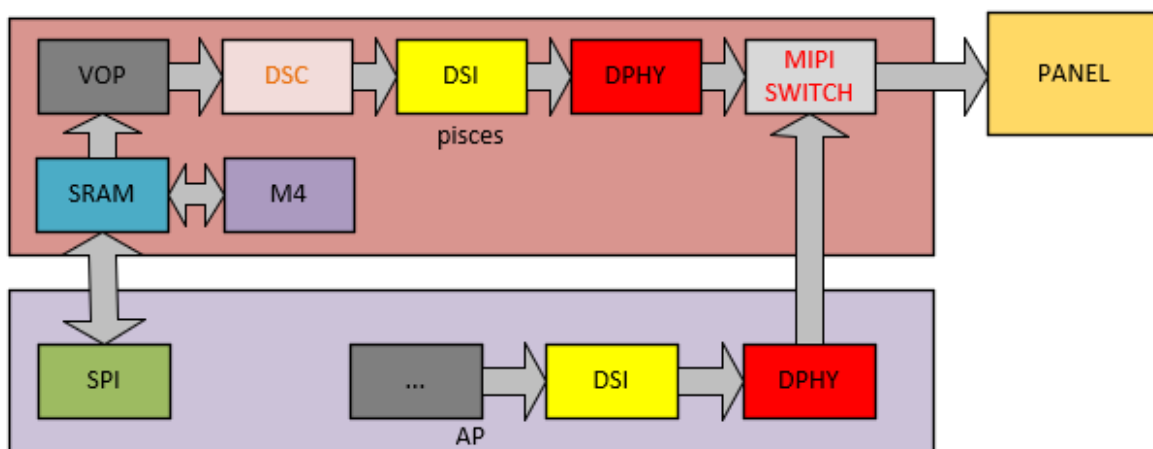 VOP
DSC
DSI
DPHY
MIPI
SWITCH
PANEL
pisces
SRAM
M4
SPI
...
DSI
DPHY
AP